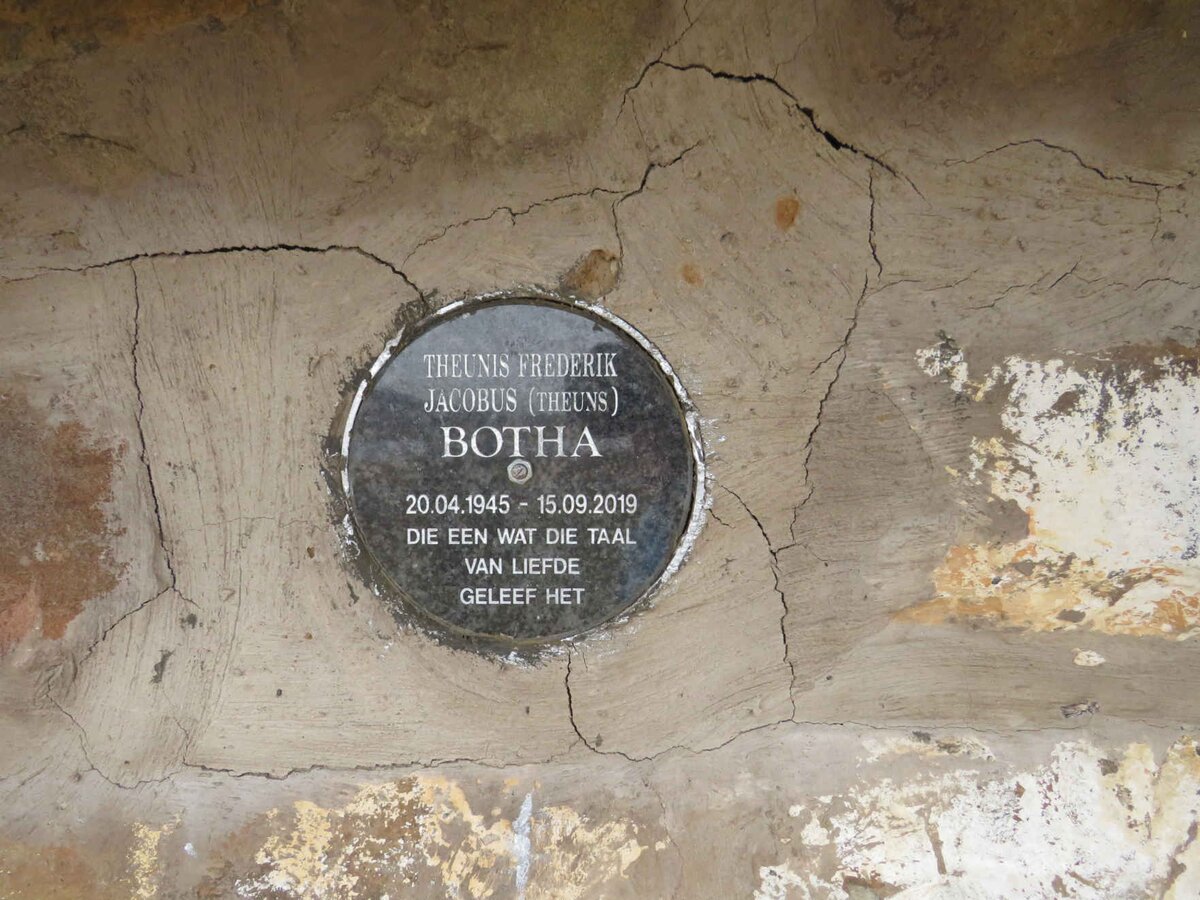 THEUNIS FREDERIK
JACOBUS (THEUNS)
BOTHA
20.04.1945 - 15.09.2019
DIE EEN WAT DIE TAAL
VAN LIEFDE
GELEEF HET